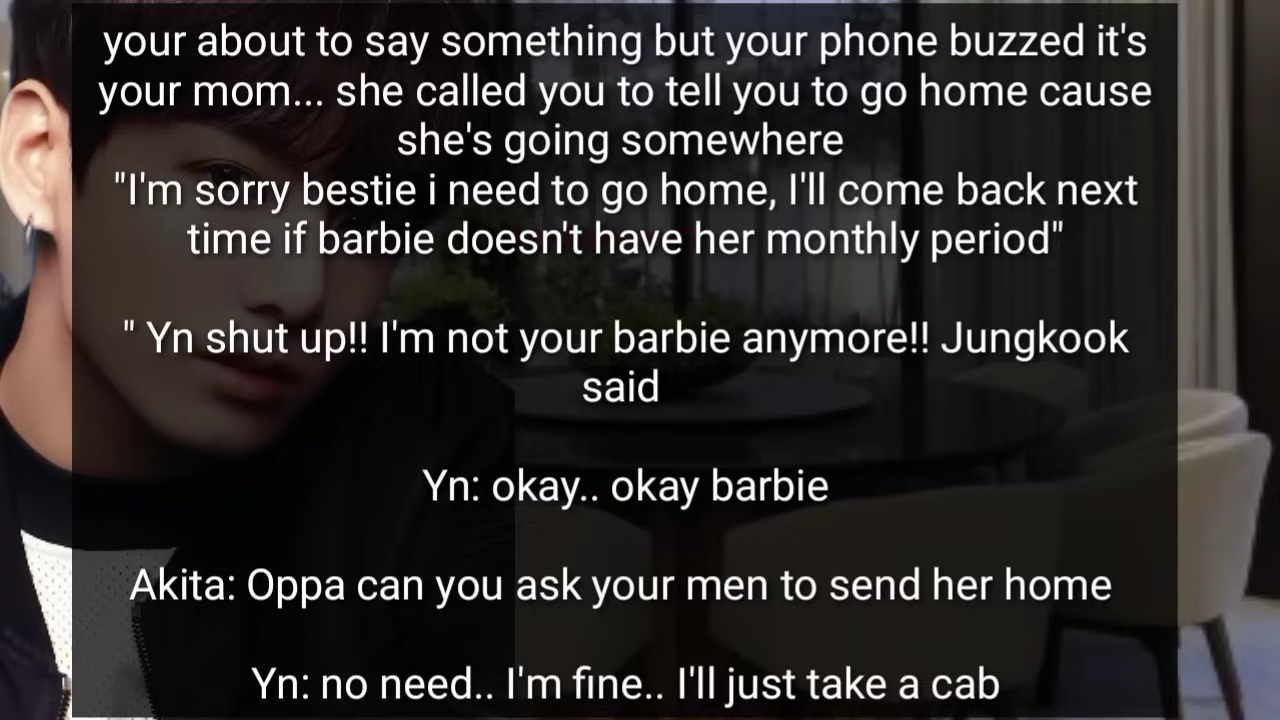 your about to say something but your phone buzzed it's
your mom... she called you to tell you to go home cause
she's going somewhere
"I'm sorry bestie i need to go home, I'll come back next
time if barbie doesn't have her monthly period"
" Yn shut up!! I'm not your barbie anymore!! Jungkook
said
Yn: okay.. okay barbie
Akita: Oppa can you ask your men to send her home
Yn: no need.. I'm fine.. I'll just take a cab